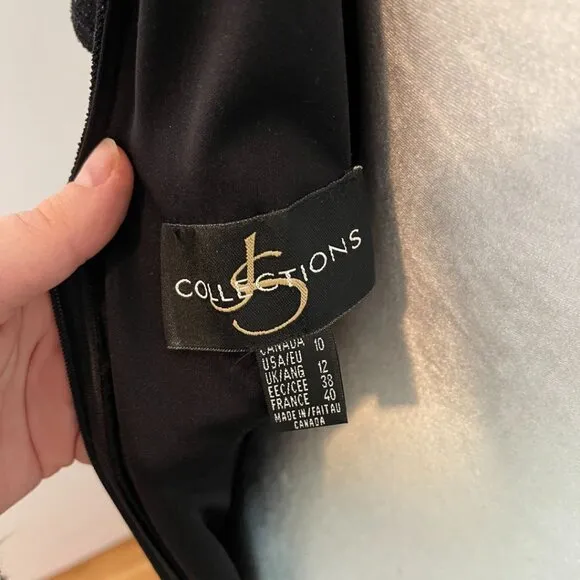 JS
COLLECTIONS
CANADA 10
USA/EU
UK/ANG 12
EEC/CEE 38
FRANCE 40
MADE IN/FAIT AU
CANADA